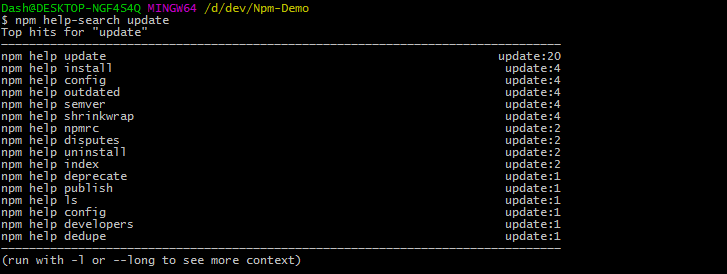 Dash@DESKTOP-NGF4S4Q MINGW64 /d/dev/Npm-Demo
$ npm help-search update
Top hits for "update"
————————————————————————————————————————————————————————————————————————————————
npm help update update:20
npm help install update:4
npm help config update:4
npm help outdated update:4
npm help semver update:4
npm help shrinkwrap update:4
npm help npmrc update:2
npm help disputes update:2
npm help uninstall update:2
npm help index update:2
npm help deprecate update:1
npm help publish update:1
npm help ls update:1
npm help config update:1
npm help developers update:1
npm help dedupe update:1
————————————————————————————————————————————————————————————————————————————————
(run with -l or --long to see more context)